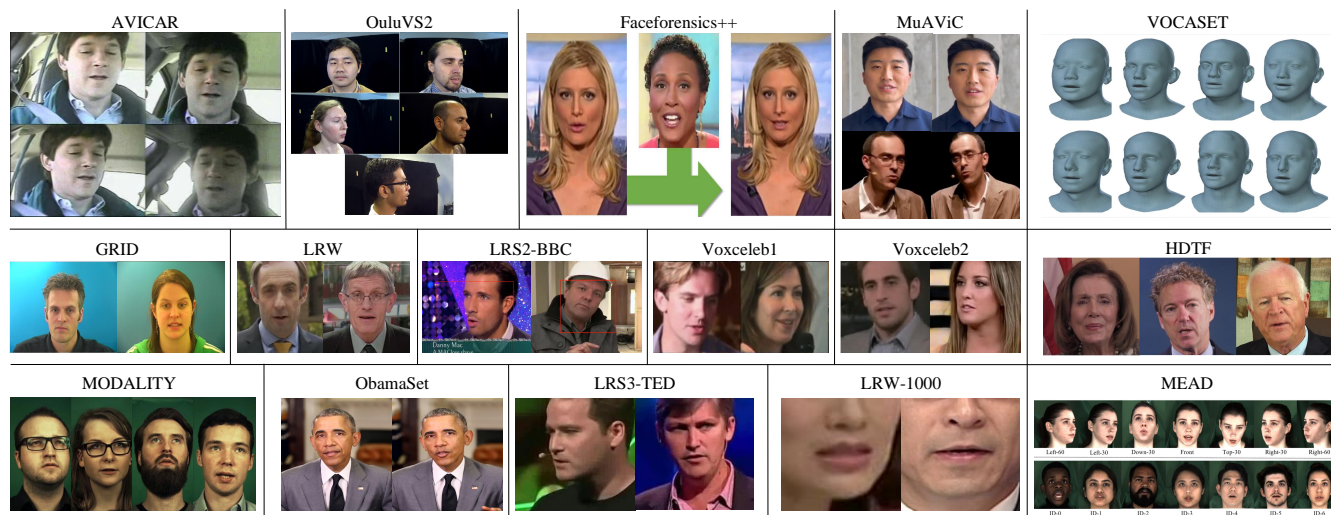 AVICAR
OuluVS2
Faceforensics++
MuAViC
VOCASET
GRID
LRW
LRS2-BBC
Voxceleb1
Voxceleb2
HDTF
Danny Mac
MODALITY
ObamaSet
LRS3-TED
LRW-1000
MEAD
Left-60 Left-30 Down-30 Front Top-30 Right-30 Right-60
ID-0 ID-1 ID-2 ID-3 ID-4 ID-5 ID-6